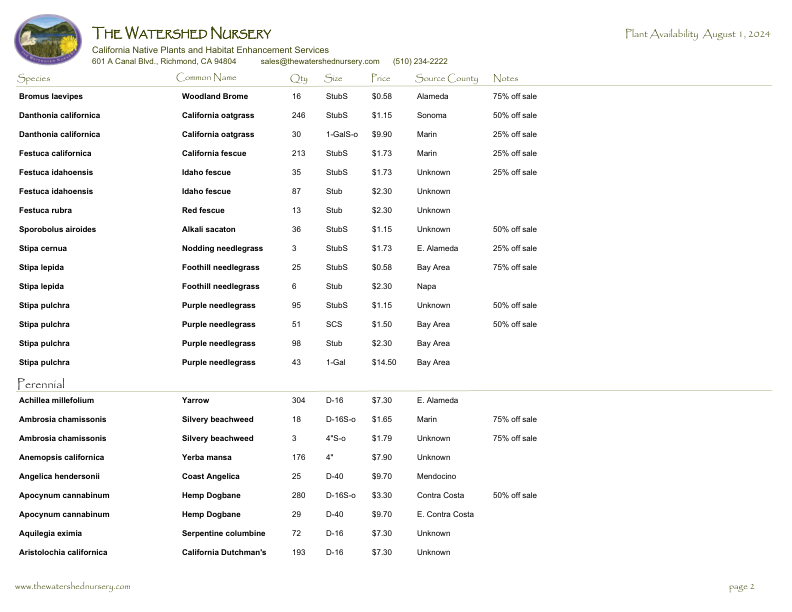 The Watershed Nursery
Plant Availability August 1, 2024
California Native Plants and Habitat Enhancement Services
601 A Canal Blvd., Richmond, CA 94804 sales@thewatershednursery.com (510) 234-2222
Species Common Name Qty Size Price Source County Notes
Bromus laevipes Woodland Brome 16 StubS $0.58 Alameda 75% off sale
Danthonia californica California oatgrass 246 StubS $1.15 Sonoma 50% off sale
Danthonia californica California oatgrass 30 1-GalS-o $9.90 Marin 25% off sale
Festuca californica California fescue 213 StubS $1.73 Marin 25% off sale
Festuca idahoensis Idaho fescue 35 StubS $1.73 Unknown 25% off sale
Festuca idahoensis Idaho fescue 87 Stub $2.30 Unknown
Festuca rubra Red fescue 13 Stub $2.30 Unknown
Sporobolus airoides Alkali sacaton 36 StubS $1.15 Unknown 50% off sale
Stipa cernua Nodding needlegrass 3 StubS $1.73 E. Alameda 25% off sale
Stipa lepida Foothill needlegrass 25 StubS $0.58 Bay Area 75% off sale
Stipa lepida Foothill needlegrass 6 Stub $2.30 Napa
Stipa pulchra Purple needlegrass 95 StubS $1.15 Unknown 50% off sale
Stipa pulchra Purple needlegrass 51 SCS $1.50 Bay Area 50% off sale
Stipa pulchra Purple needlegrass 98 Stub $2.30 Bay Area
Stipa pulchra Purple needlegrass 43 1-Gal $14.50 Bay Area
Perennial
Achillea millefolium Yarrow 304 D-16 $7.30 E. Alameda
Ambrosia chamissonis Silvery beachweed 18 D-16S-o $1.65 Marin 75% off sale
Ambrosia chamissonis Silvery beachweed 3 4"S-o $1.79 Unknown 75% off sale
Anemopsis californica Yerba mansa 176 4" $7.90 Unknown
Angelica hendersonii Coast Angelica 25 D-40 $9.70 Mendocino
Apocynum cannabinum Hemp Dogbane 280 D-16S-o $3.30 Contra Costa 50% off sale
Apocynum cannabinum Hemp Dogbane 29 D-40 $9.70 E. Contra Costa
Aquilegia eximia Serpentine columbine 72 D-16 $7.30 Unknown
Aristolochia californica California Dutchman's 193 D-16 $7.30 Unknown
www.thewatershednursery.com page 2